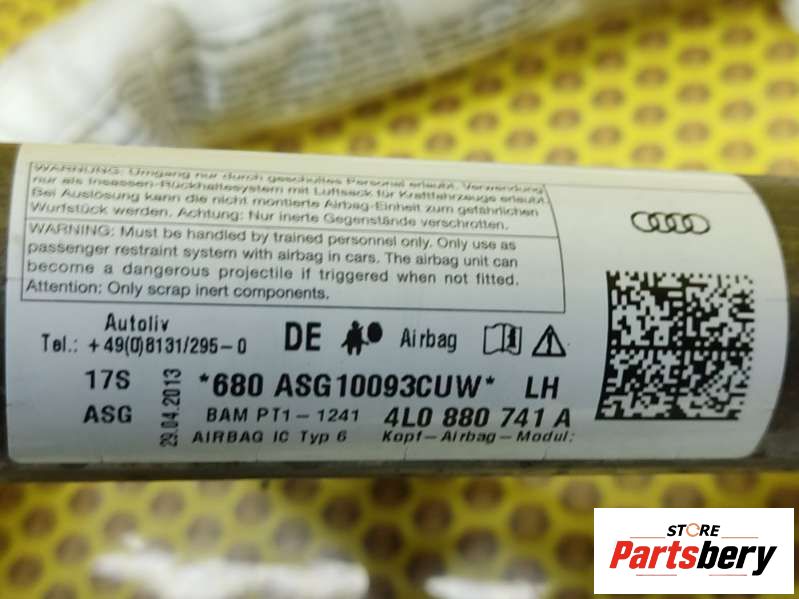 WARNUNG: Umgang nur durch geschultes Personal erlaubt. Verwendung
nur als Insassen-Rückhaltesystem mit Luftsack für Kraftfahrzeuge erlaubt.
Bei Auslösung kann die nicht montierte Airbag-Einheit zum gefährlichen
Wurfstück werden. Achtung: Nur inerte Gegenstände verschrotten.
WARNING: Must be handled by trained personnel only. Only use as
passenger restraint system with airbag in cars. The airbag unit can
become a dangerous projectile if triggered when not fitted.
Attention: Only scrap inert components.
Autoliv
Tel.: +49(0)8131/295-0
DE Airbag
17S
ASG
29.04.2013
*680 ASG10093CUW* LH
BAM PT1-1241 4L0 880 741 A
AIRBAG IC Typ 6 Kopf-Airbag-Modul:
STORE
Partsbery